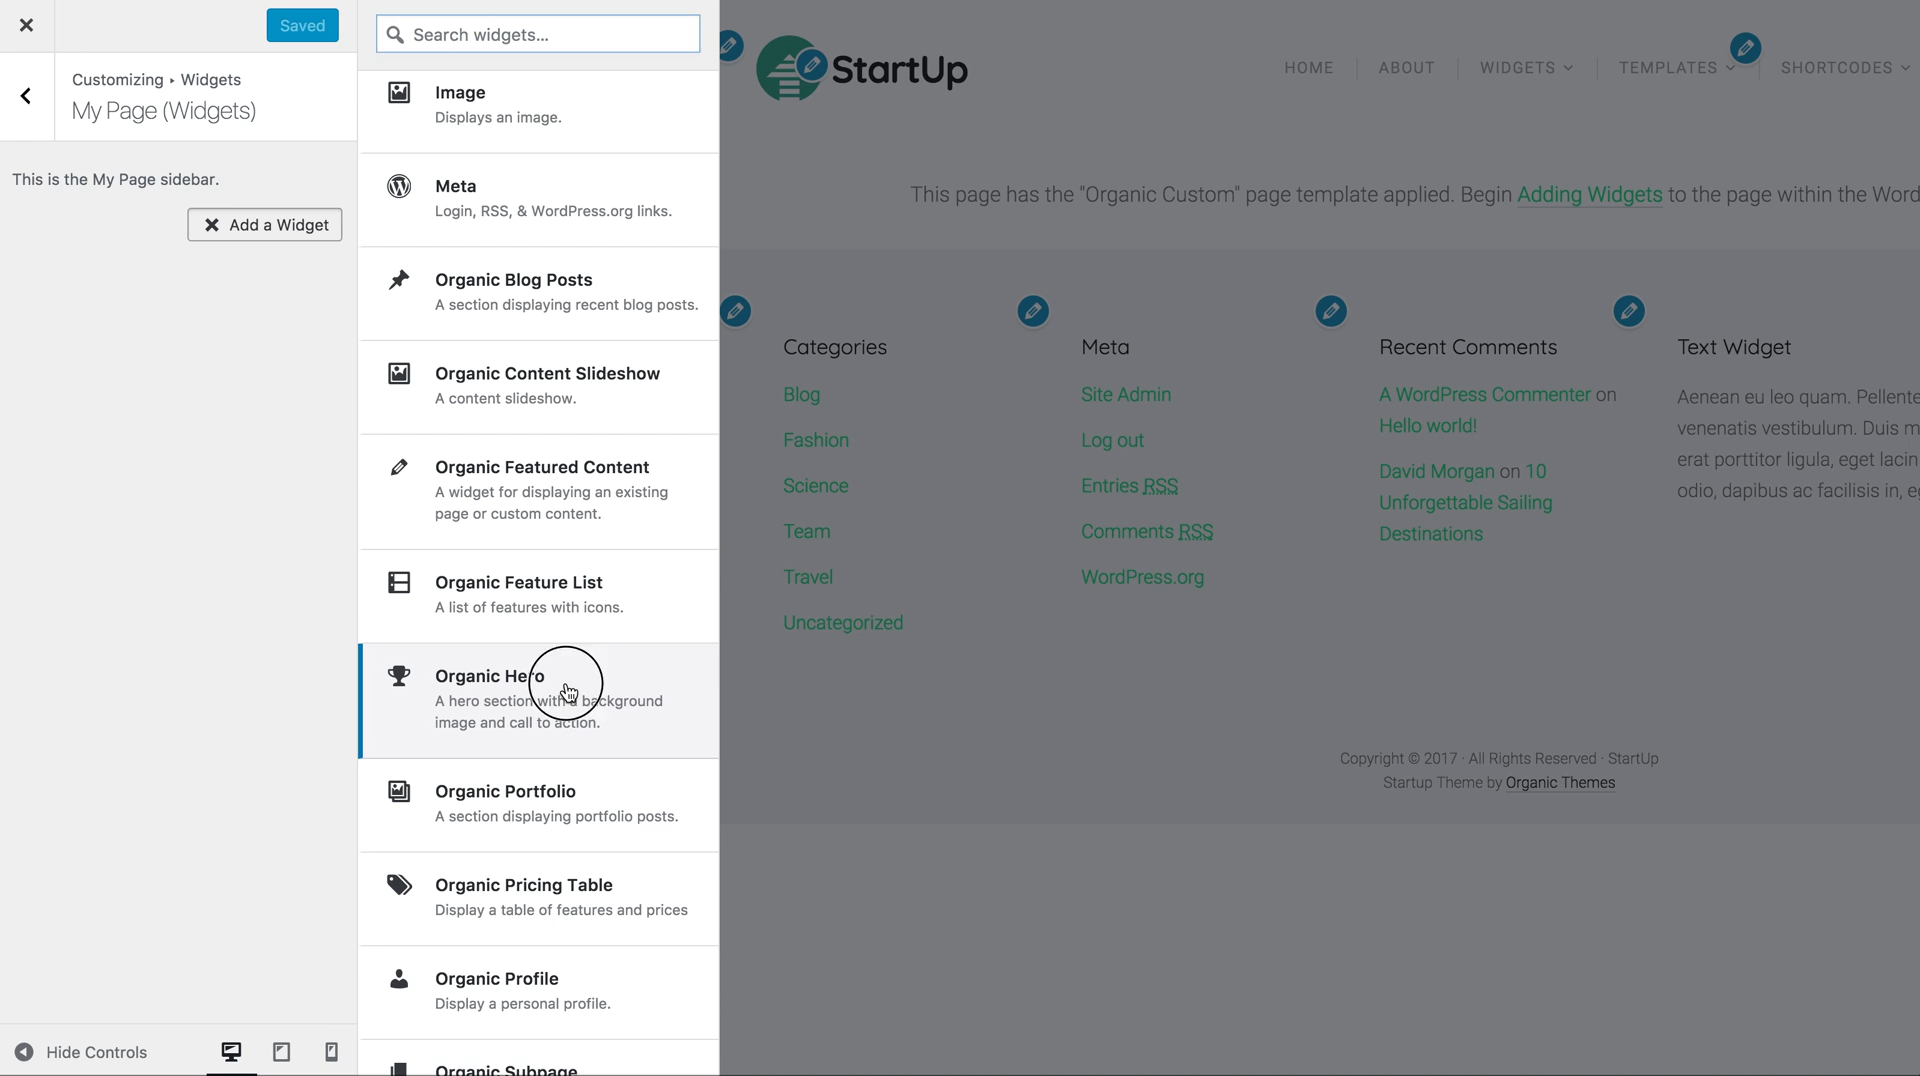 Saved
Customizing ▸ Widgets
My Page (Widgets)
This is the My Page sidebar.
Add a Widget
Hide Controls
Search widgets...
Image
Displays an image.
Meta
Login, RSS, & WordPress.org links.
Organic Blog Posts
A section displaying recent blog posts.
Organic Content Slideshow
A content slideshow.
Organic Featured Content
A widget for displaying an existing
page or custom content.
Organic Feature List
A list of features with icons.
Organic Hero
A hero section with a background
image and call to action.
Organic Portfolio
A section displaying portfolio posts.
Organic Pricing Table
Display a table of features and prices
Organic Profile
Display a personal profile.
Organic Subpage
StartUp
HOME
ABOUT
WIDGETS
TEMPLATES
SHORTCODES
This page has the "Organic Custom" page template applied. Begin Adding Widgets to the page within the Word
Categories
Blog
Fashion
Science
Team
Travel
Uncategorized
Meta
Site Admin
Log out
Entries RSS
Comments RSS
WordPress.org
Recent Comments
A WordPress Commenter on
Hello world!
David Morgan on 10
Unforgettable Sailing
Destinations
Text Widget
Aenean eu leo quam. Pellente
venenatis vestibulum. Duis m
erat porttitor ligula, eget lacin
odio, dapibus ac facilisis in, eg
Copyright © 2017 · All Rights Reserved · StartUp
Startup Theme by Organic Themes